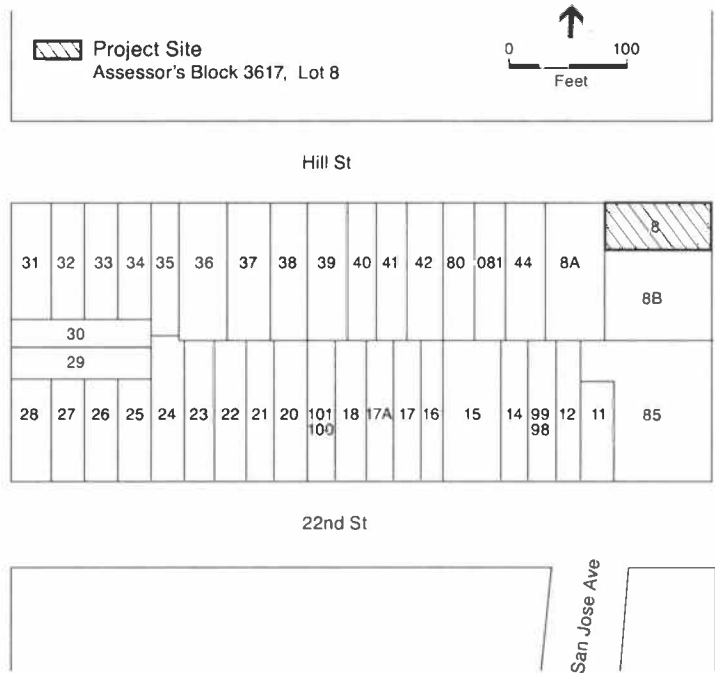 Project Site
Assessor's Block 3617, Lot 8
0 100
Feet
Hill St
31 32 33 34 35 36 37 38 39 40 41 42 80 081 44 8A 8
8B
30
29
28 27 26 25 24 23 22 21 20 101 18 17A 17 16 15 14 99 12 11 85
100 98
22nd St
San Jose Ave